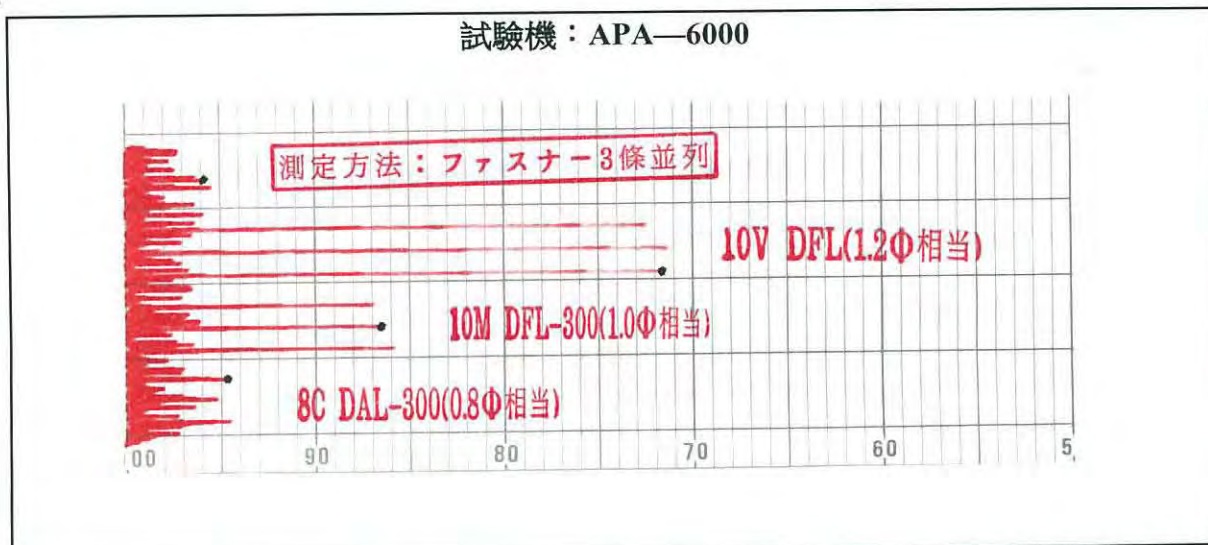 試驗機：APA—6000
測定方法：ファスナー3條並列
10V DFL(1.2Φ相当)
10M DFL-300(1.0Φ相当)
8C DAL-300(0.8Φ相当)
00 90 80 70 60 5